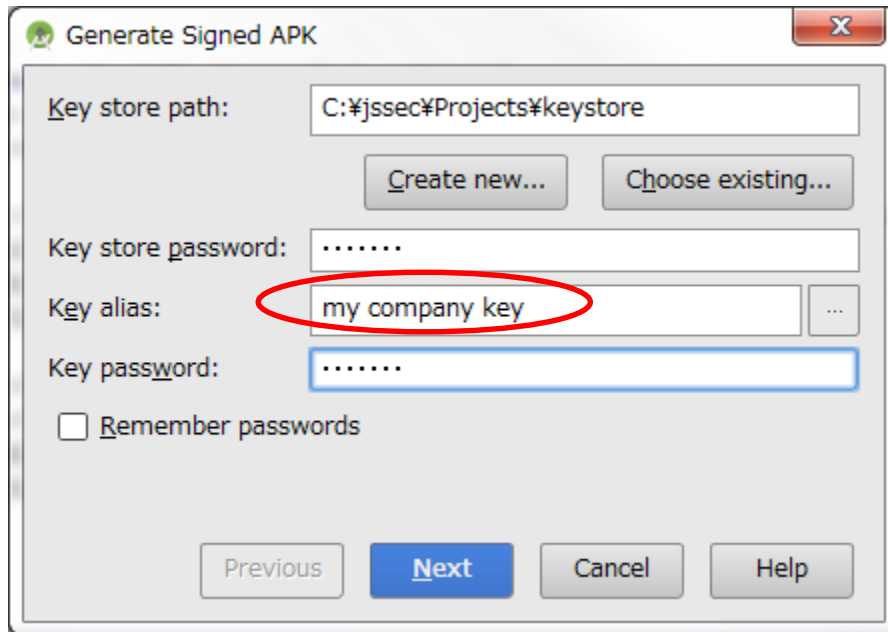 Generate Signed APK
Key store path: C:¥jssec¥Projects¥keystore
Create new... Choose existing...
Key store password: •••••••
Key alias: my company key ...
Key password: •••••••
Remember passwords
Previous Next Cancel Help